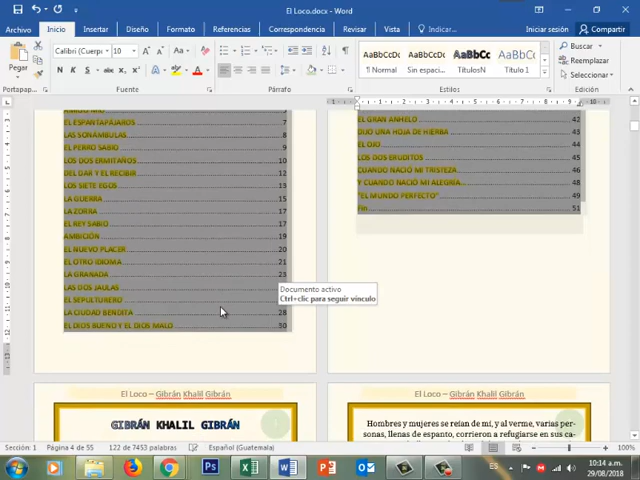 El Loco.docx - Word
Archivo
Inicio
Insertar
Diseño
Formato
Referencias
Correspondencia
Revisar
Vista
Indicar...
Iniciar sesión
Compartir
Pegar
Calibri (Cuerp
10
N K S abc x₂ x²
Portapapeles
Fuente
Párrafo
AaBbCcDc AaBbCcDc AaBbCc AaBbCc
¶ Normal Sin espaci... TítulosN Título 1
Estilos
Buscar
Reemplazar
Seleccionar
Edición
EL ESPANTAPÁJAROS 7
LAS SONÁMBULAS 8
EL PERRO SABIO 9
LOS DOS ERMITAÑOS 10
DEL DAR Y EL RECIBIR 12
LOS SIETE EGOS 13
LA GUERRA 15
LA ZORRA 17
EL REY SABIO 17
AMBICIÓN 19
EL NUEVO PLACER 20
EL OTRO IDIOMA 21
LA GRANADA 23
LAS DOS JAULAS
EL SEPULTURERO
LA CIUDAD BENDITA 28
EL DIOS BUENO Y EL DIOS MALO 30
EL GRAN ANHELO 42
DIJO UNA HOJA DE HIERBA 43
EL OJO 44
LOS DOS ERUDITOS 45
CUANDO NACIÓ MI TRISTEZA 46
Y CUANDO NACIÓ MI ALEGRÍA 48
"EL MUNDO PERFECTO" 49
Fin 51
Documento activo
Ctrl+clic para seguir vínculo
El Loco – Gibrán Khalil Gibrán
GIBRÁN KHALIL GIBRÁN
El Loco – Gibrán Khalil Gibrán
Hombres y mujeres se reían de mí, y al verme, varias per-
sonas, llenas de espanto, corrieron a refugiarse en sus ca-
Sección: 1 Página 4 de 55 122 de 7453 palabras Español (Guatemala) 100%
ES
10:14 a.m.
29/08/2018